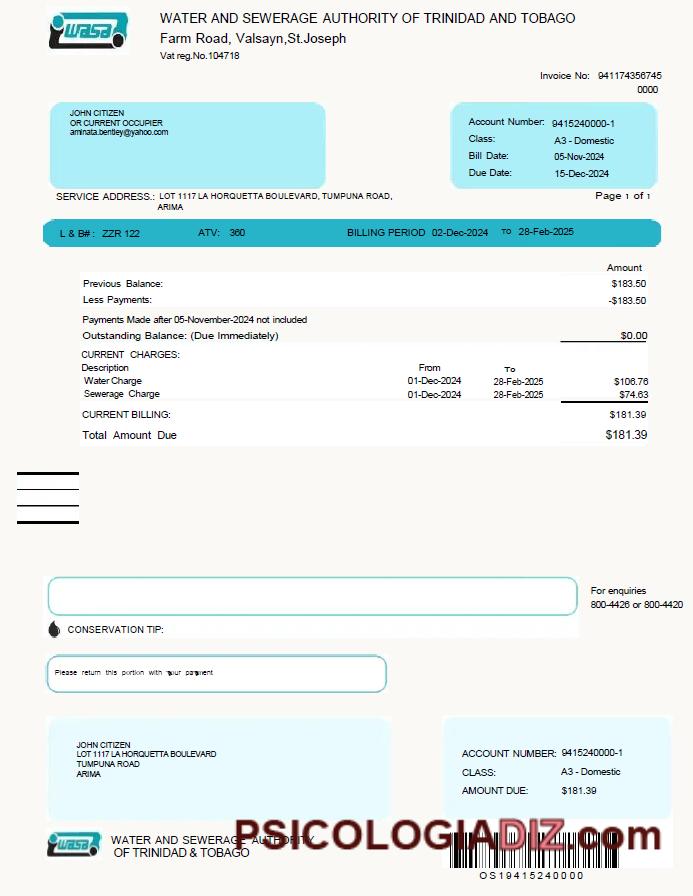 wasa
WATER AND SEWERAGE AUTHORITY OF TRINIDAD AND TOBAGO
Farm Road, Valsayn,St.Joseph
Vat reg.No.104718
Invoice No: 941174356745
0000
JOHN CITIZEN
OR CURRENT OCCUPIER
aminata.bentley@yahoo.com
Account Number: 9415240000-1
Class: A3 - Domestic
Bill Date: 05-Nov-2024
Due Date: 15-Dec-2024
SERVICE ADDRESS.: LOT 1117 LA HORQUETTA BOULEVARD, TUMPUNA ROAD,
ARIMA
Page 1 of 1
L & B# : ZZR 122 ATV: 360 BILLING PERIOD 02-Dec-2024 TO 28-Feb-2025
Amount
Previous Balance: $183.50
Less Payments: -$183.50
Payments Made after 05-November-2024 not included
Outstanding Balance: (Due Immediately) $0.00
CURRENT CHARGES:
Description From To
Water Charge 01-Dec-2024 28-Feb-2025 $106.76
Sewerage Charge 01-Dec-2024 28-Feb-2025 $74.63
CURRENT BILLING: $181.39
Total Amount Due $181.39
For enquiries
800-4426 or 800-4420
CONSERVATION TIP:
Please return this portion with your payment
JOHN CITIZEN
LOT 1117 LA HORQUETTA BOULEVARD
TUMPUNA ROAD
ARIMA
ACCOUNT NUMBER: 9415240000-1
CLASS: A3 - Domestic
AMOUNT DUE: $181.39
wasa
WATER AND SEWERAGE AUTHORITY
OF TRINIDAD & TOBAGO
PSICOLOGIADIZ.com
OS19415240000